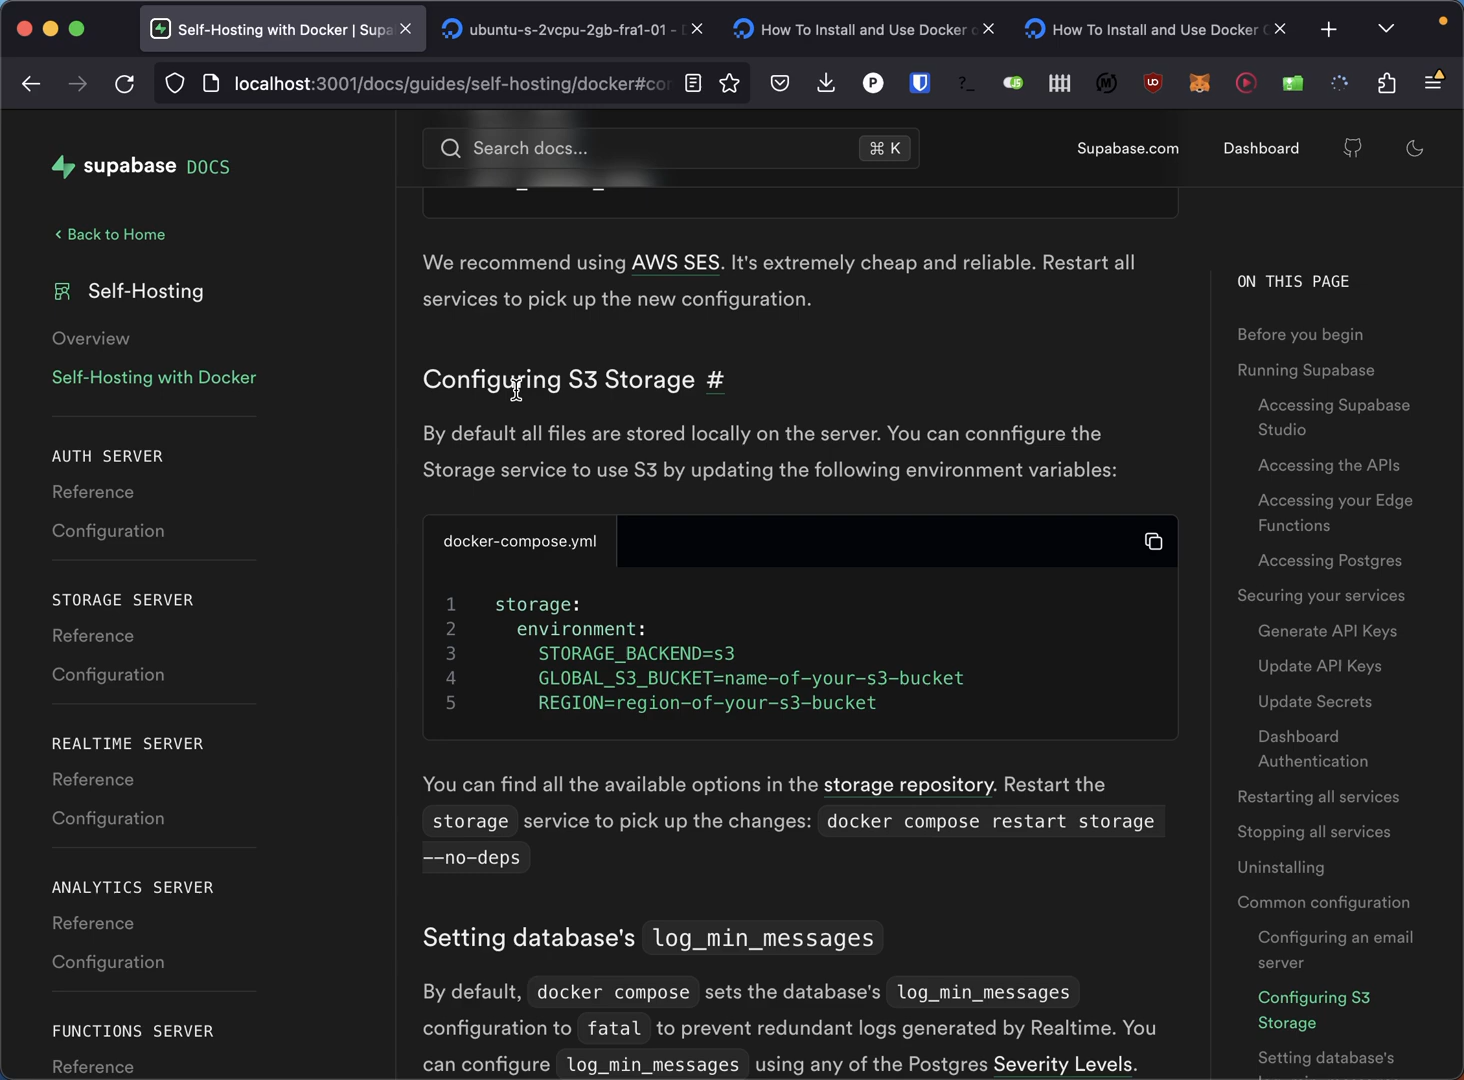 Self-Hosting with Docker | Supa
ubuntu-s-2vcpu-2gb-fra1-01 - D
How To Install and Use Docker o
How To Install and Use Docker C
localhost:3001/docs/guides/self-hosting/docker#co
supabase DOCS
Search docs...
⌘ K
Supabase.com
Dashboard
< Back to Home
Self-Hosting
Overview
Self-Hosting with Docker
AUTH SERVER
Reference
Configuration
STORAGE SERVER
Reference
Configuration
REALTIME SERVER
Reference
Configuration
ANALYTICS SERVER
Reference
Configuration
FUNCTIONS SERVER
Reference
We recommend using AWS SES. It's extremely cheap and reliable. Restart all
services to pick up the new configuration.
Configuring S3 Storage #
By default all files are stored locally on the server. You can connfigure the
Storage service to use S3 by updating the following environment variables:
docker-compose.yml
1 storage:
2 environment:
3 STORAGE_BACKEND=s3
4 GLOBAL_S3_BUCKET=name-of-your-s3-bucket
5 REGION=region-of-your-s3-bucket
You can find all the available options in the storage repository. Restart the
storage service to pick up the changes: docker compose restart storage
--no-deps
Setting database's log_min_messages
By default, docker compose sets the database's log_min_messages
configuration to fatal to prevent redundant logs generated by Realtime. You
can configure log_min_messages using any of the Postgres Severity Levels.
ON THIS PAGE
Before you begin
Running Supabase
Accessing Supabase
Studio
Accessing the APIs
Accessing your Edge
Functions
Accessing Postgres
Securing your services
Generate API Keys
Update API Keys
Update Secrets
Dashboard
Authentication
Restarting all services
Stopping all services
Uninstalling
Common configuration
Configuring an email
server
Configuring S3
Storage
Setting database's